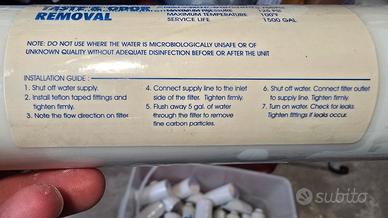 TASTE & ODOR
REMOVAL
MAXIMUM PRESSURE 125 PSI
MAXIMUM TEMPERATURE 100°F
SERVICE LIFE 1500 GAL
NOTE: DO NOT USE WHERE THE WATER IS MICROBIOLOGICALLY UNSAFE OR OF
UNKNOWN QUALITY WITHOUT ADEQUATE DISINFECTION BEFORE OR AFTER THE UNIT
INSTALLATION GUIDE :
1. Shut off water supply.
2. Install teflon taped fittings and
tighten firmly.
3. Note the flow direction on filter
4. Connect supply line to the inlet
side of the filter. Tighten firmly.
5. Flush away 5 gal. of water
through the filter to remove
fine carbon particles.
6. Shut off water. Connect filter outlet
to supply line. Tighten firmly.
7. Turn on water. Check for leaks.
Tighten fittings if leaks occur.
subito